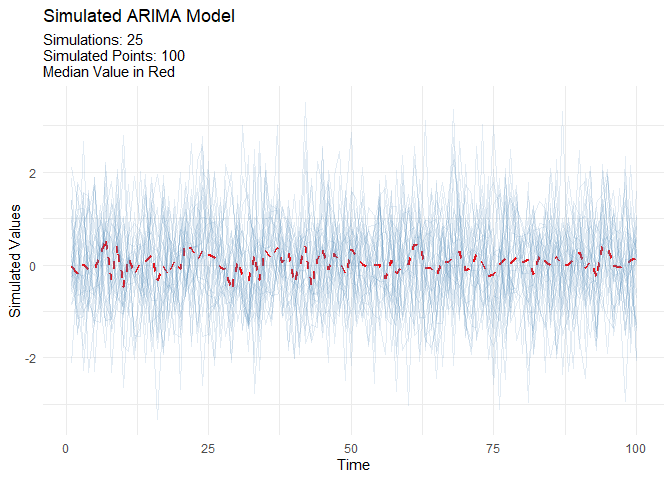 Simulated ARIMA Model
Simulations: 25
Simulated Points: 100
Median Value in Red
Simulated Values
2
0
-2
0
25
50
75
100
Time